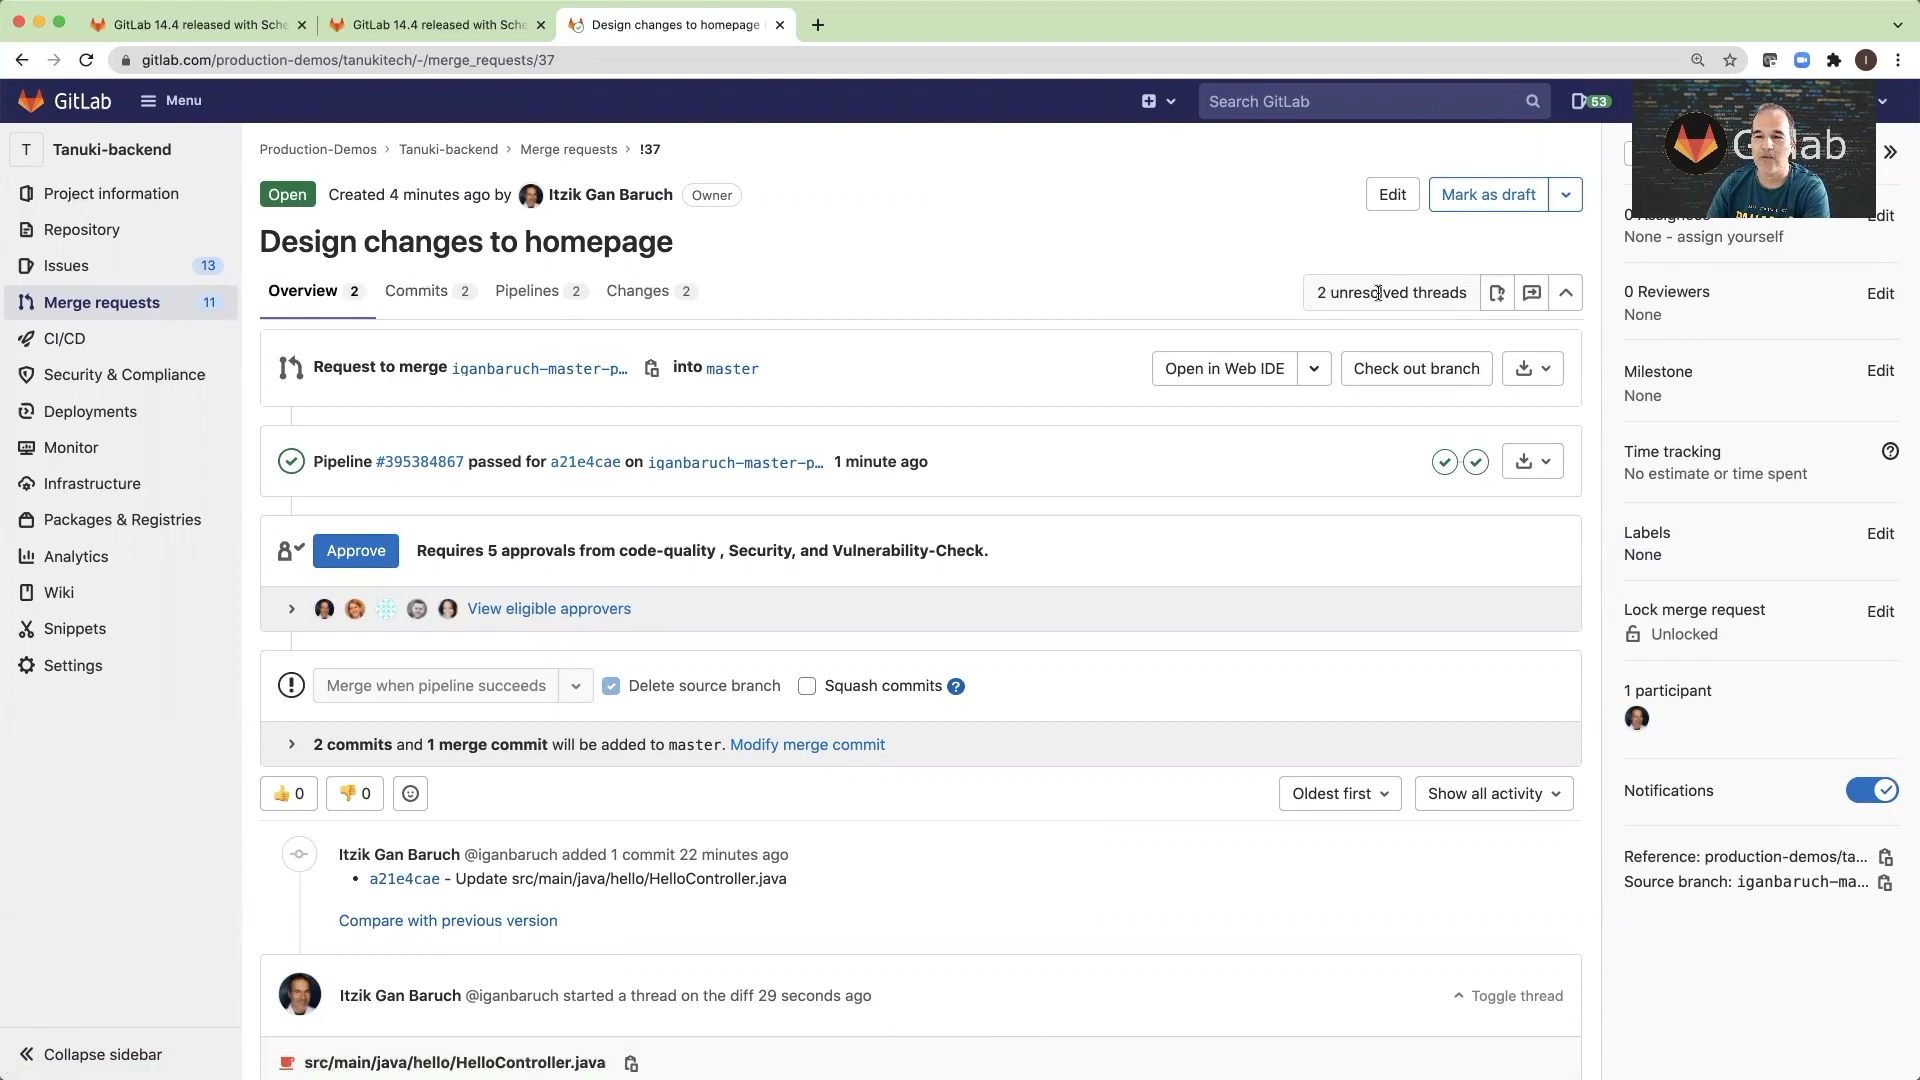 GitLab 14.4 released with Sche
GitLab 14.4 released with Sche
Design changes to homepage
gitlab.com/production-demos/tanukitech/-/merge_requests/37
I
GitLab
Menu
Search GitLab
53
T
Tanuki-backend
Project information
Repository
Issues
13
Merge requests
11
CI/CD
Security & Compliance
Deployments
Monitor
Infrastructure
Packages & Registries
Analytics
Wiki
Snippets
Settings
Collapse sidebar
Production-Demos › Tanuki-backend › Merge requests › !37
Open
Created 4 minutes ago by Itzik Gan Baruch
Owner
Edit
Mark as draft
Design changes to homepage
Overview 2
Commits 2
Pipelines 2
Changes 2
2 unresolved threads
Request to merge iganbaruch-master-p… into master
Open in Web IDE
Check out branch
Pipeline #395384867 passed for a21e4cae on iganbaruch-master-p… 1 minute ago
Approve
Requires 5 approvals from code-quality , Security, and Vulnerability-Check.
View eligible approvers
Merge when pipeline succeeds
Delete source branch
Squash commits
2 commits and 1 merge commit will be added to master. Modify merge commit
👍 0
👎 0
Oldest first
Show all activity
Itzik Gan Baruch @iganbaruch added 1 commit 22 minutes ago
• a21e4cae - Update src/main/java/hello/HelloController.java
Compare with previous version
Itzik Gan Baruch @iganbaruch started a thread on the diff 29 seconds ago
Toggle thread
src/main/java/hello/HelloController.java
Edit
None - assign yourself
0 Reviewers
Edit
None
Milestone
Edit
None
Time tracking
No estimate or time spent
Labels
Edit
None
Lock merge request
Edit
Unlocked
1 participant
Notifications
Reference: production-demos/ta…
Source branch: iganbaruch-ma…